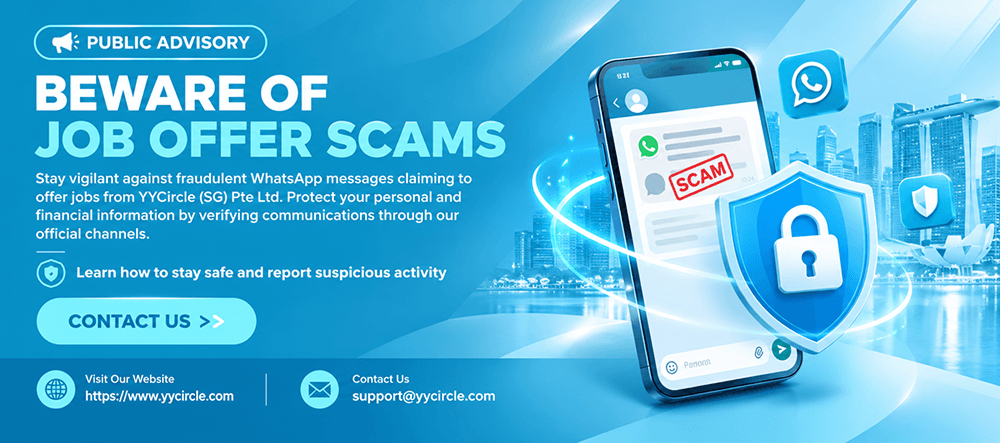 PUBLIC ADVISORY
BEWARE OF
JOB OFFER SCAMS
Stay vigilant against fraudulent WhatsApp messages claiming to
offer jobs from YYCircle (SG) Pte Ltd. Protect your personal and
financial information by verifying communications through our
official channels.
Learn how to stay safe and report suspicious activity
CONTACT US >>
Visit Our Website
https://www.yycircle.com
Contact Us
support@yycircle.com
SCAM